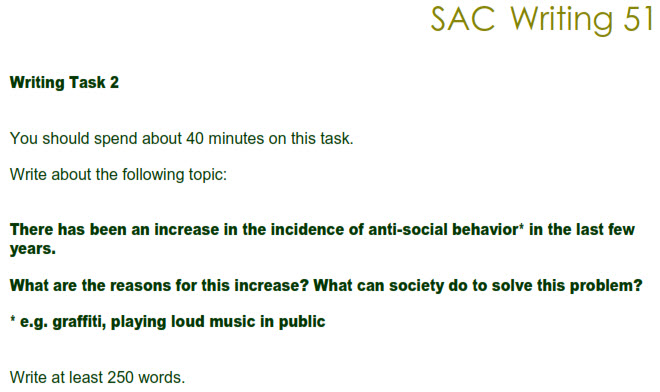 SAC Writing 51
Writing Task 2
You should spend about 40 minutes on this task.
Write about the following topic:
There has been an increase in the incidence of anti-social behavior* in the last few
years.
What are the reasons for this increase? What can society do to solve this problem?
* e.g. graffiti, playing loud music in public
Write at least 250 words.